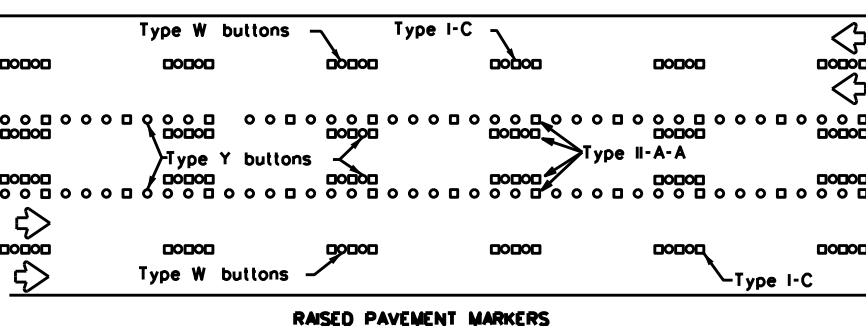 Type W buttons
Type I-C
Type Y buttons
Type II-A-A
Type W buttons
Type I-C
RAISED PAVEMENT MARKERS